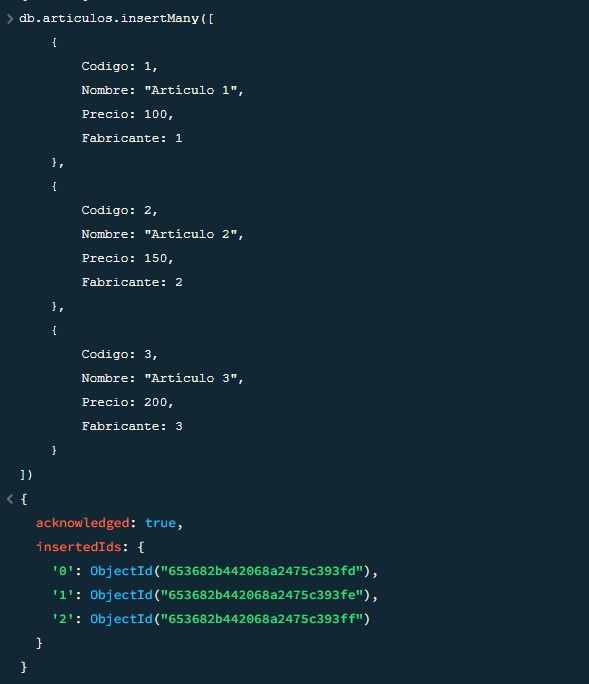 > db.articulos.insertMany([
{
Codigo: 1,
Nombre: "Artículo 1",
Precio: 100,
Fabricante: 1
},
{
Codigo: 2,
Nombre: "Artículo 2",
Precio: 150,
Fabricante: 2
},
{
Codigo: 3,
Nombre: "Artículo 3",
Precio: 200,
Fabricante: 3
}
])
< {
acknowledged: true,
insertedIds: {
'0': ObjectId("653682b442068a2475c393fd"),
'1': ObjectId("653682b442068a2475c393fe"),
'2': ObjectId("653682b442068a2475c393ff")
}
}